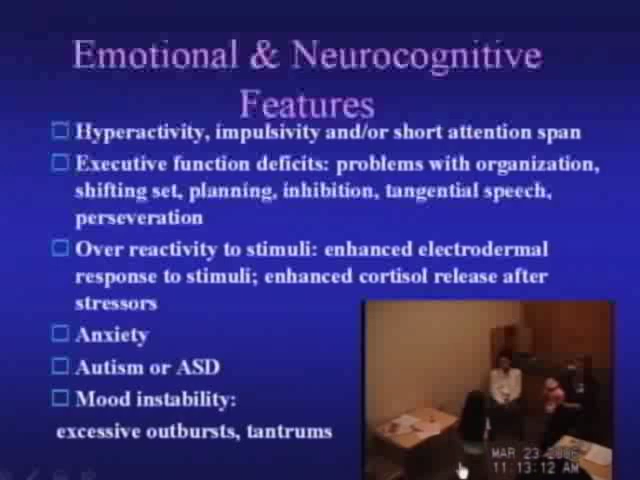 Emotional & Neurocognitive
Features
Hyperactivity, impulsivity and/or short attention span
Executive function deficits: problems with organization,
shifting set, planning, inhibition, tangential speech,
perseveration
Over reactivity to stimuli: enhanced electrodermal
response to stimuli; enhanced cortisol release after
stressors
Anxiety
Autism or ASD
Mood instability:
excessive outbursts, tantrums
MAR 23 2006
11:13:12 AM